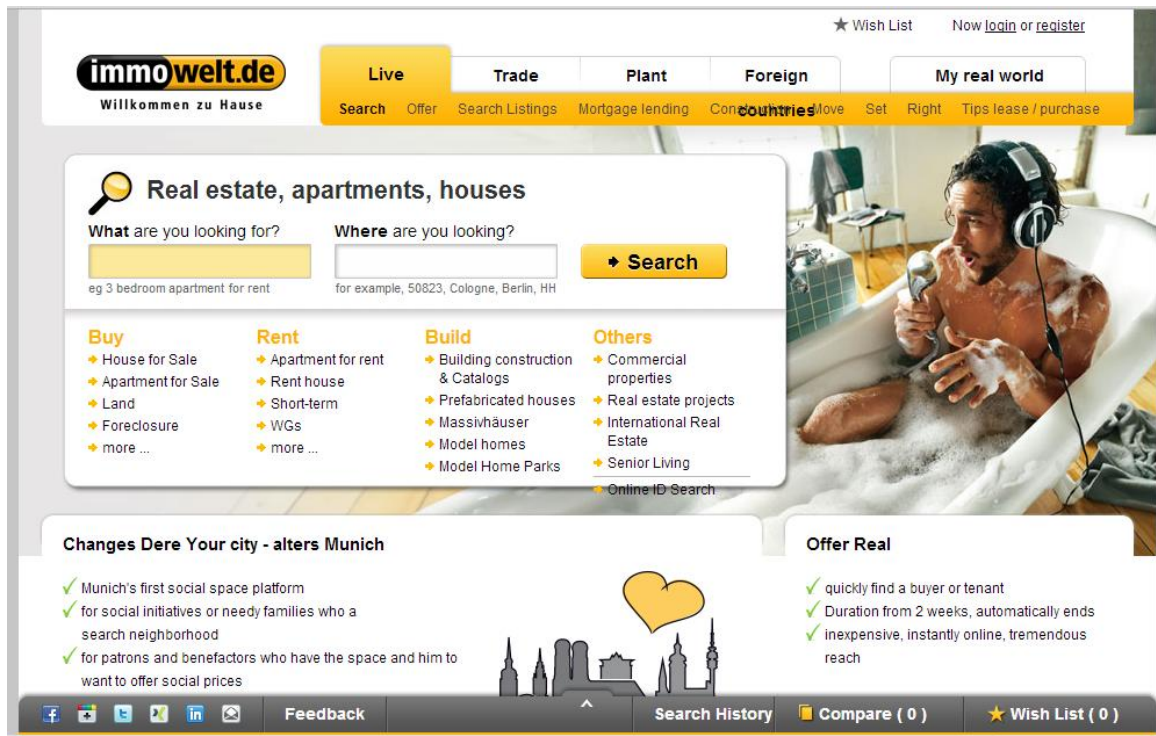 ★ Wish List Now login or register
immowelt.de
Willkommen zu Hause
Live Trade Plant Foreign countries My real world
Search Offer Search Listings Mortgage lending Construction Move Set Right Tips lease / purchase
Real estate, apartments, houses
What are you looking for? Where are you looking?
Search
eg 3 bedroom apartment for rent for example, 50823, Cologne, Berlin, HH
Buy
House for Sale
Apartment for Sale
Land
Foreclosure
more ...
Rent
Apartment for rent
Rent house
Short-term
WGs
more ...
Build
Building construction
& Catalogs
Prefabricated houses
Massivhäuser
Model homes
Model Home Parks
Others
Commercial
properties
Real estate projects
International Real
Estate
Senior Living
Online ID Search
Changes Dere Your city - alters Munich
Munich's first social space platform
for social initiatives or needy families who a
search neighborhood
for patrons and benefactors who have the space and him to
want to offer social prices
Offer Real
quickly find a buyer or tenant
Duration from 2 weeks, automatically ends
inexpensive, instantly online, tremendous
reach
Feedback Search History Compare ( 0 ) Wish List ( 0 )